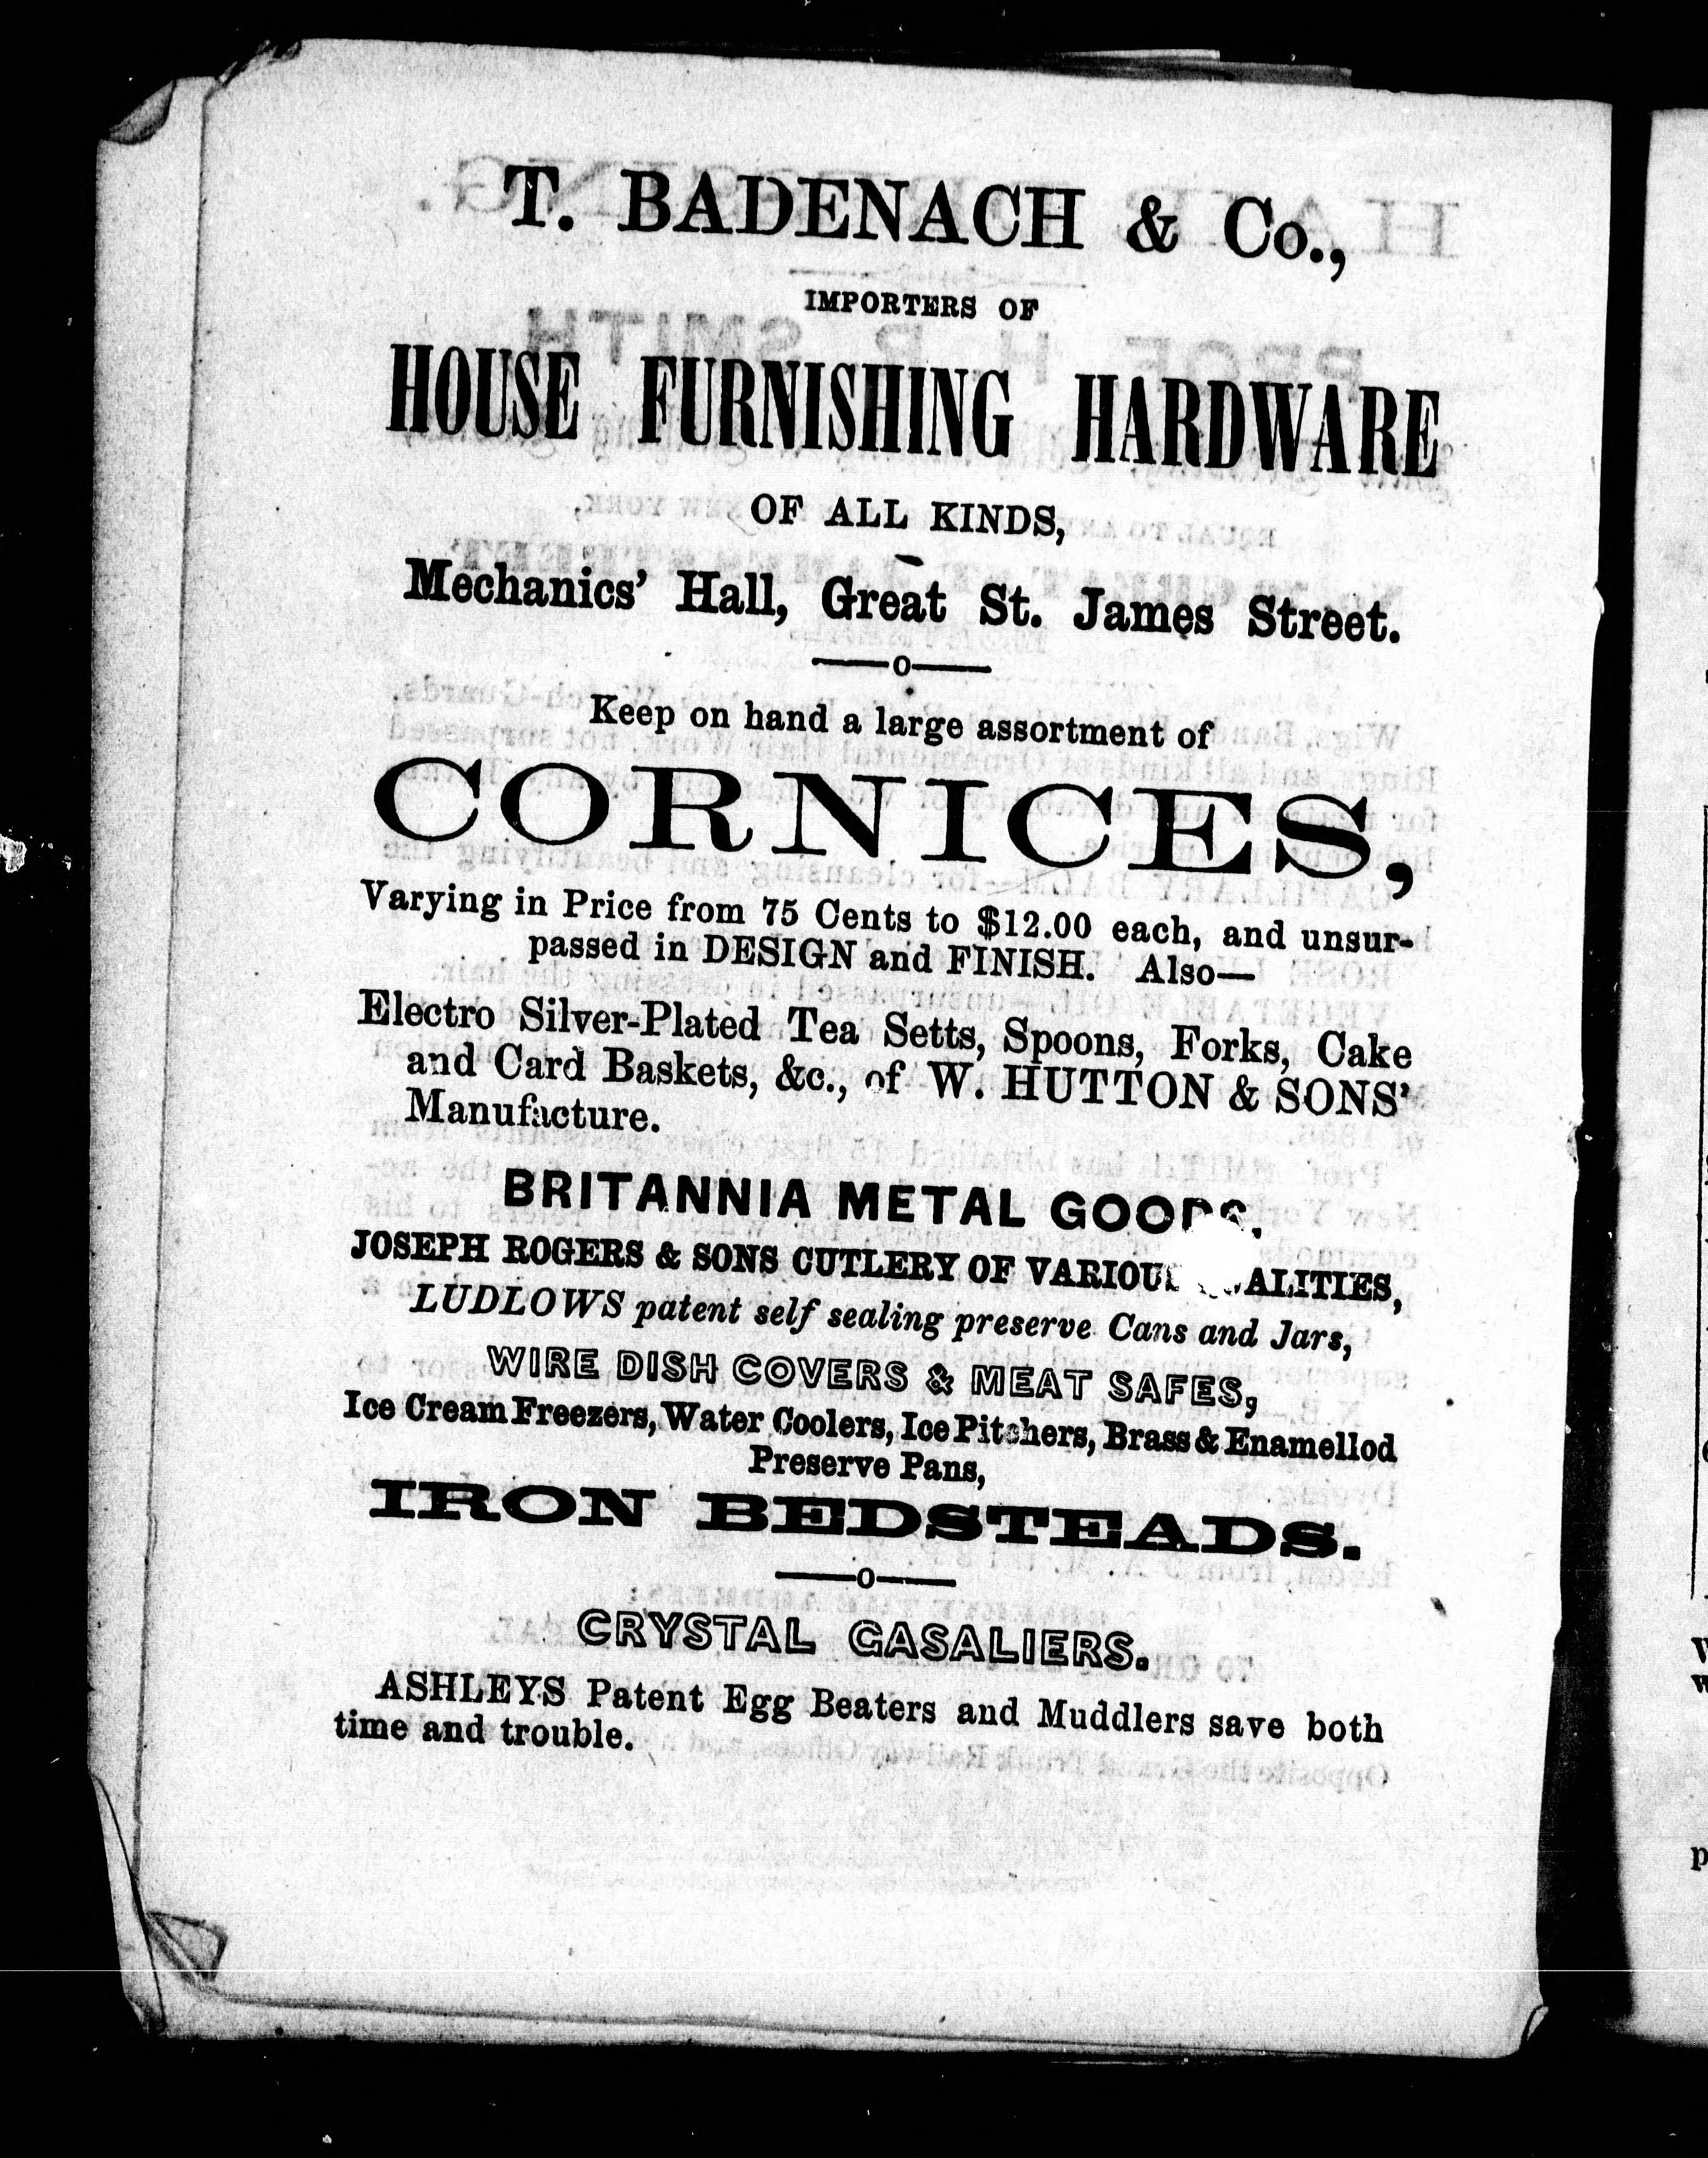 T. BADENACH & Co.,
IMPORTERS OF
HOUSE FURNISHING HARDWARE
OF ALL KINDS,
Mechanics' Hall, Great St. James Street.
——o——
Keep on hand a large assortment of
CORNICES,
Varying in Price from 75 Cents to $12.00 each, and unsur-
passed in DESIGN and FINISH. Also—
Electro Silver-Plated Tea Setts, Spoons, Forks, Cake
and Card Baskets, &c., of W. HUTTON & SONS'
Manufacture.
BRITANNIA METAL GOODS,
JOSEPH ROGERS & SONS CUTLERY OF VARIOUS QUALITIES,
LUDLOWS patent self sealing preserve Cans and Jars,
WIRE DISH COVERS & MEAT SAFES,
Ice Cream Freezers, Water Coolers, Ice Pitchers, Brass & Enamellod
Preserve Pans,
IRON BEDSTEADS.
——o——
CRYSTAL GASALIERS.
ASHLEYS Patent Egg Beaters and Muddlers save both
time and trouble.